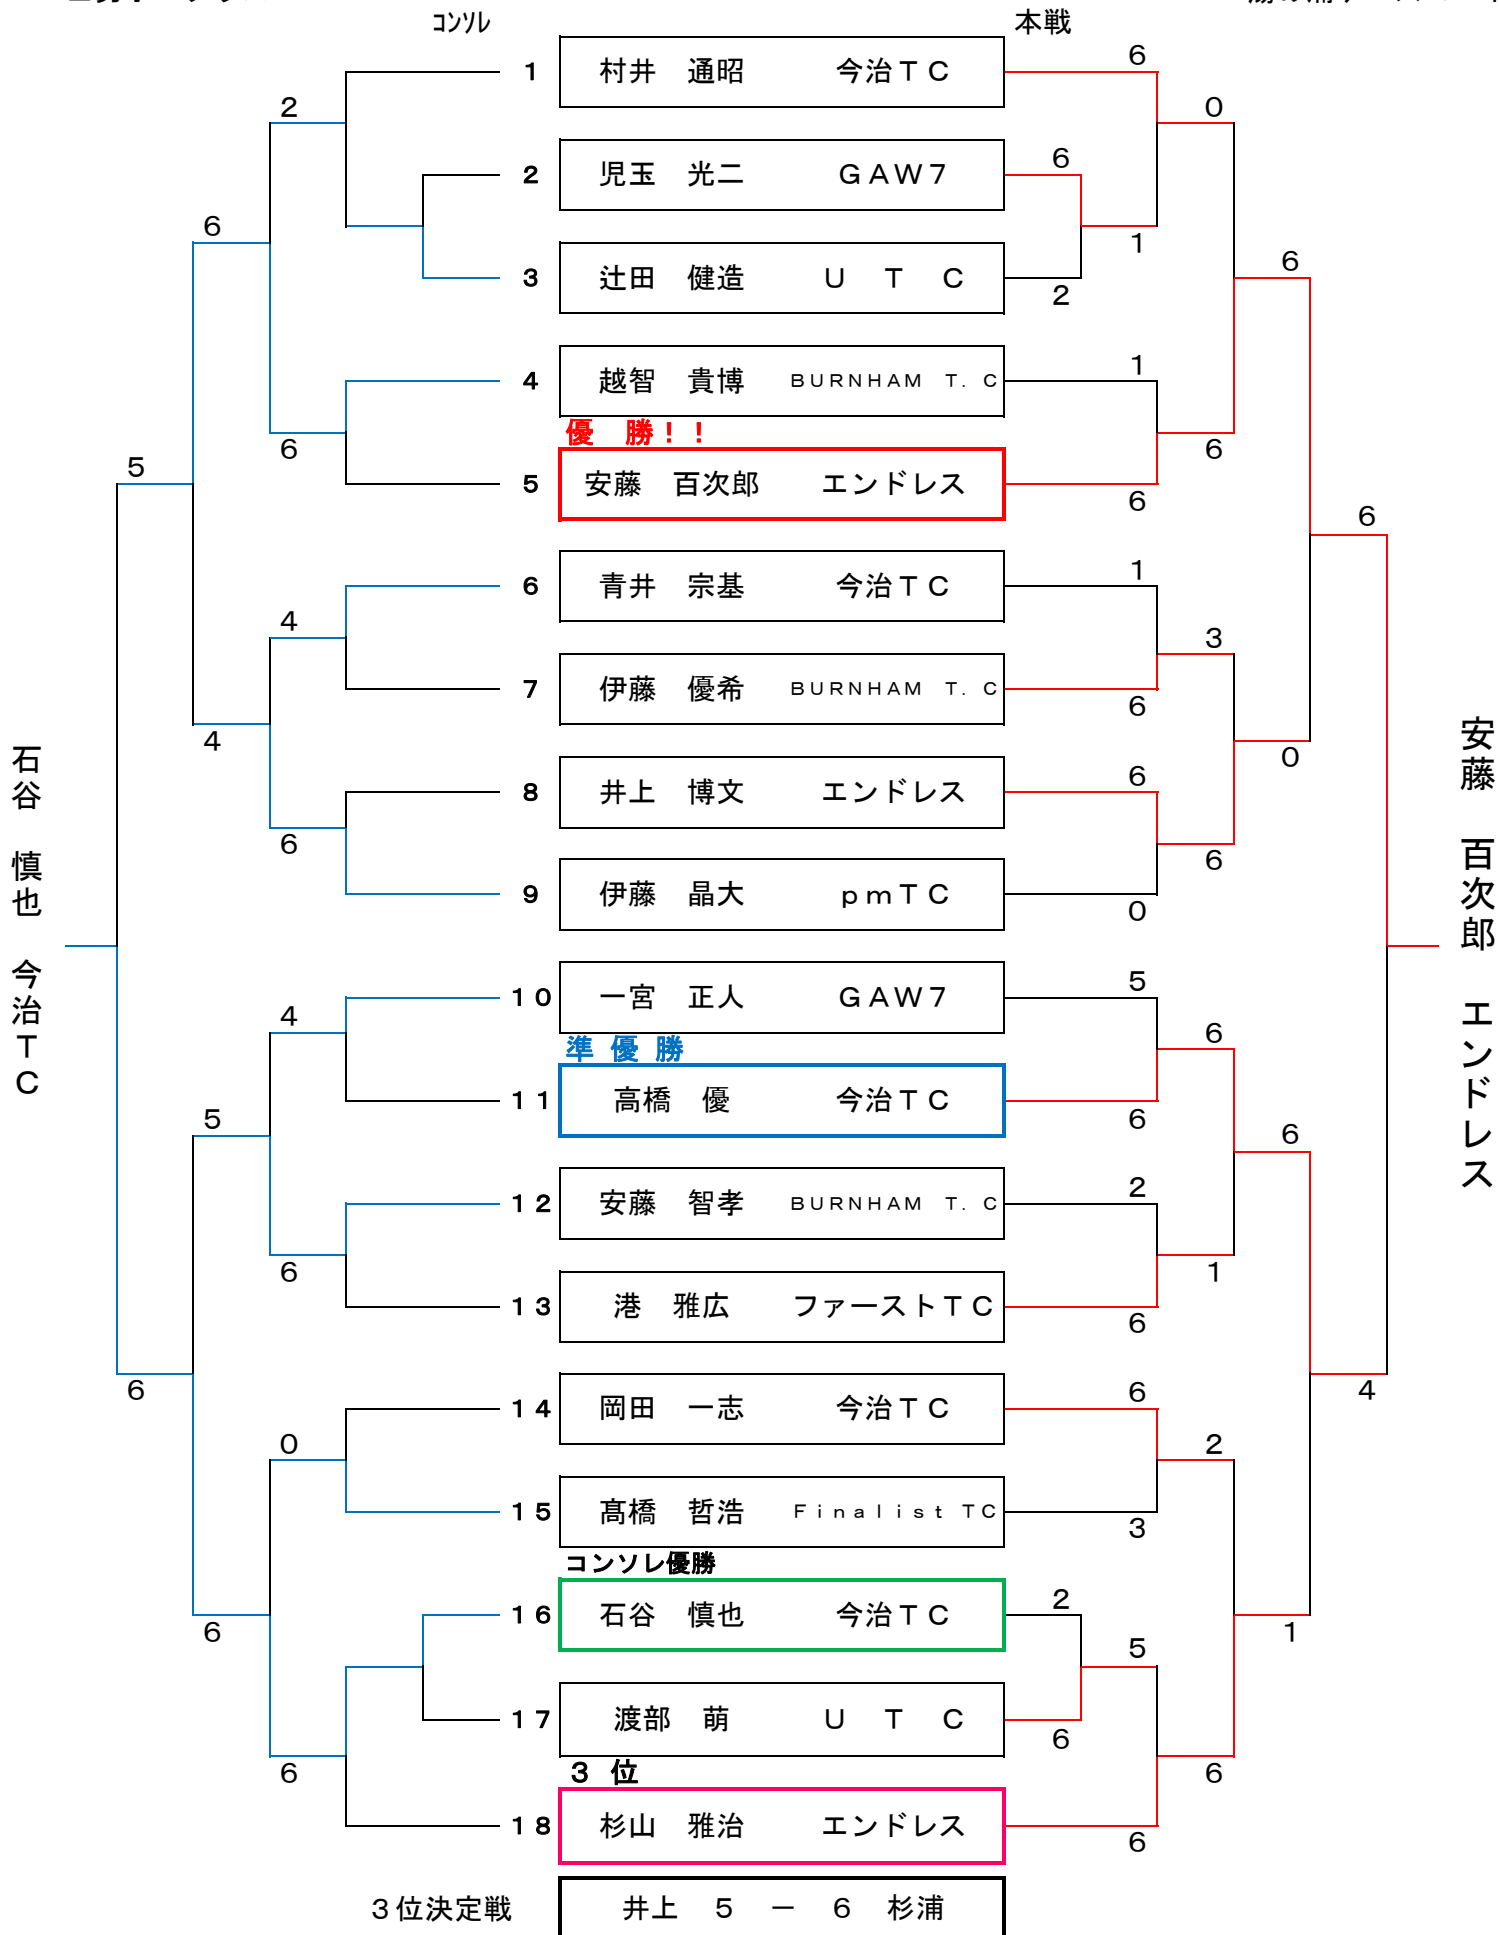 コンソル 本戦
1 村井 通昭 今治TC 6
2 0
2 児玉 光二 GAW7 6
6 1
3 辻田 健造 U T C 2
6
4 越智 貴博 BURNHAM T.C 1
優 勝！！
6 6
5 5 安藤 百次郎 エンドレス 6
6
6 青井 宗基 今治TC 1
4 3
7 伊藤 優希 BURNHAM T.C 6
4 0
8 井上 博文 エンドレス 6
6 6
9 伊藤 晶大 pmTC 0
石谷 慎也 今治TC
安藤 百次郎 エンドレス
10 一宮 正人 GAW7 5
4 6
準 優 勝
11 高橋 優 今治TC 6
5 6
12 安藤 智孝 BURNHAM T.C 2
6 1
13 港 雅広 ファーストTC 6
6 4
14 岡田 一志 今治TC 6
0 2
15 髙橋 哲浩 Finalist TC 3
コンソレ優勝
16 石谷 慎也 今治TC 2
6 5 1
17 渡部 萌 U T C 6
3 位
6 6
18 杉山 雅治 エンドレス 6
３位決定戦 井上 5 － 6 杉浦